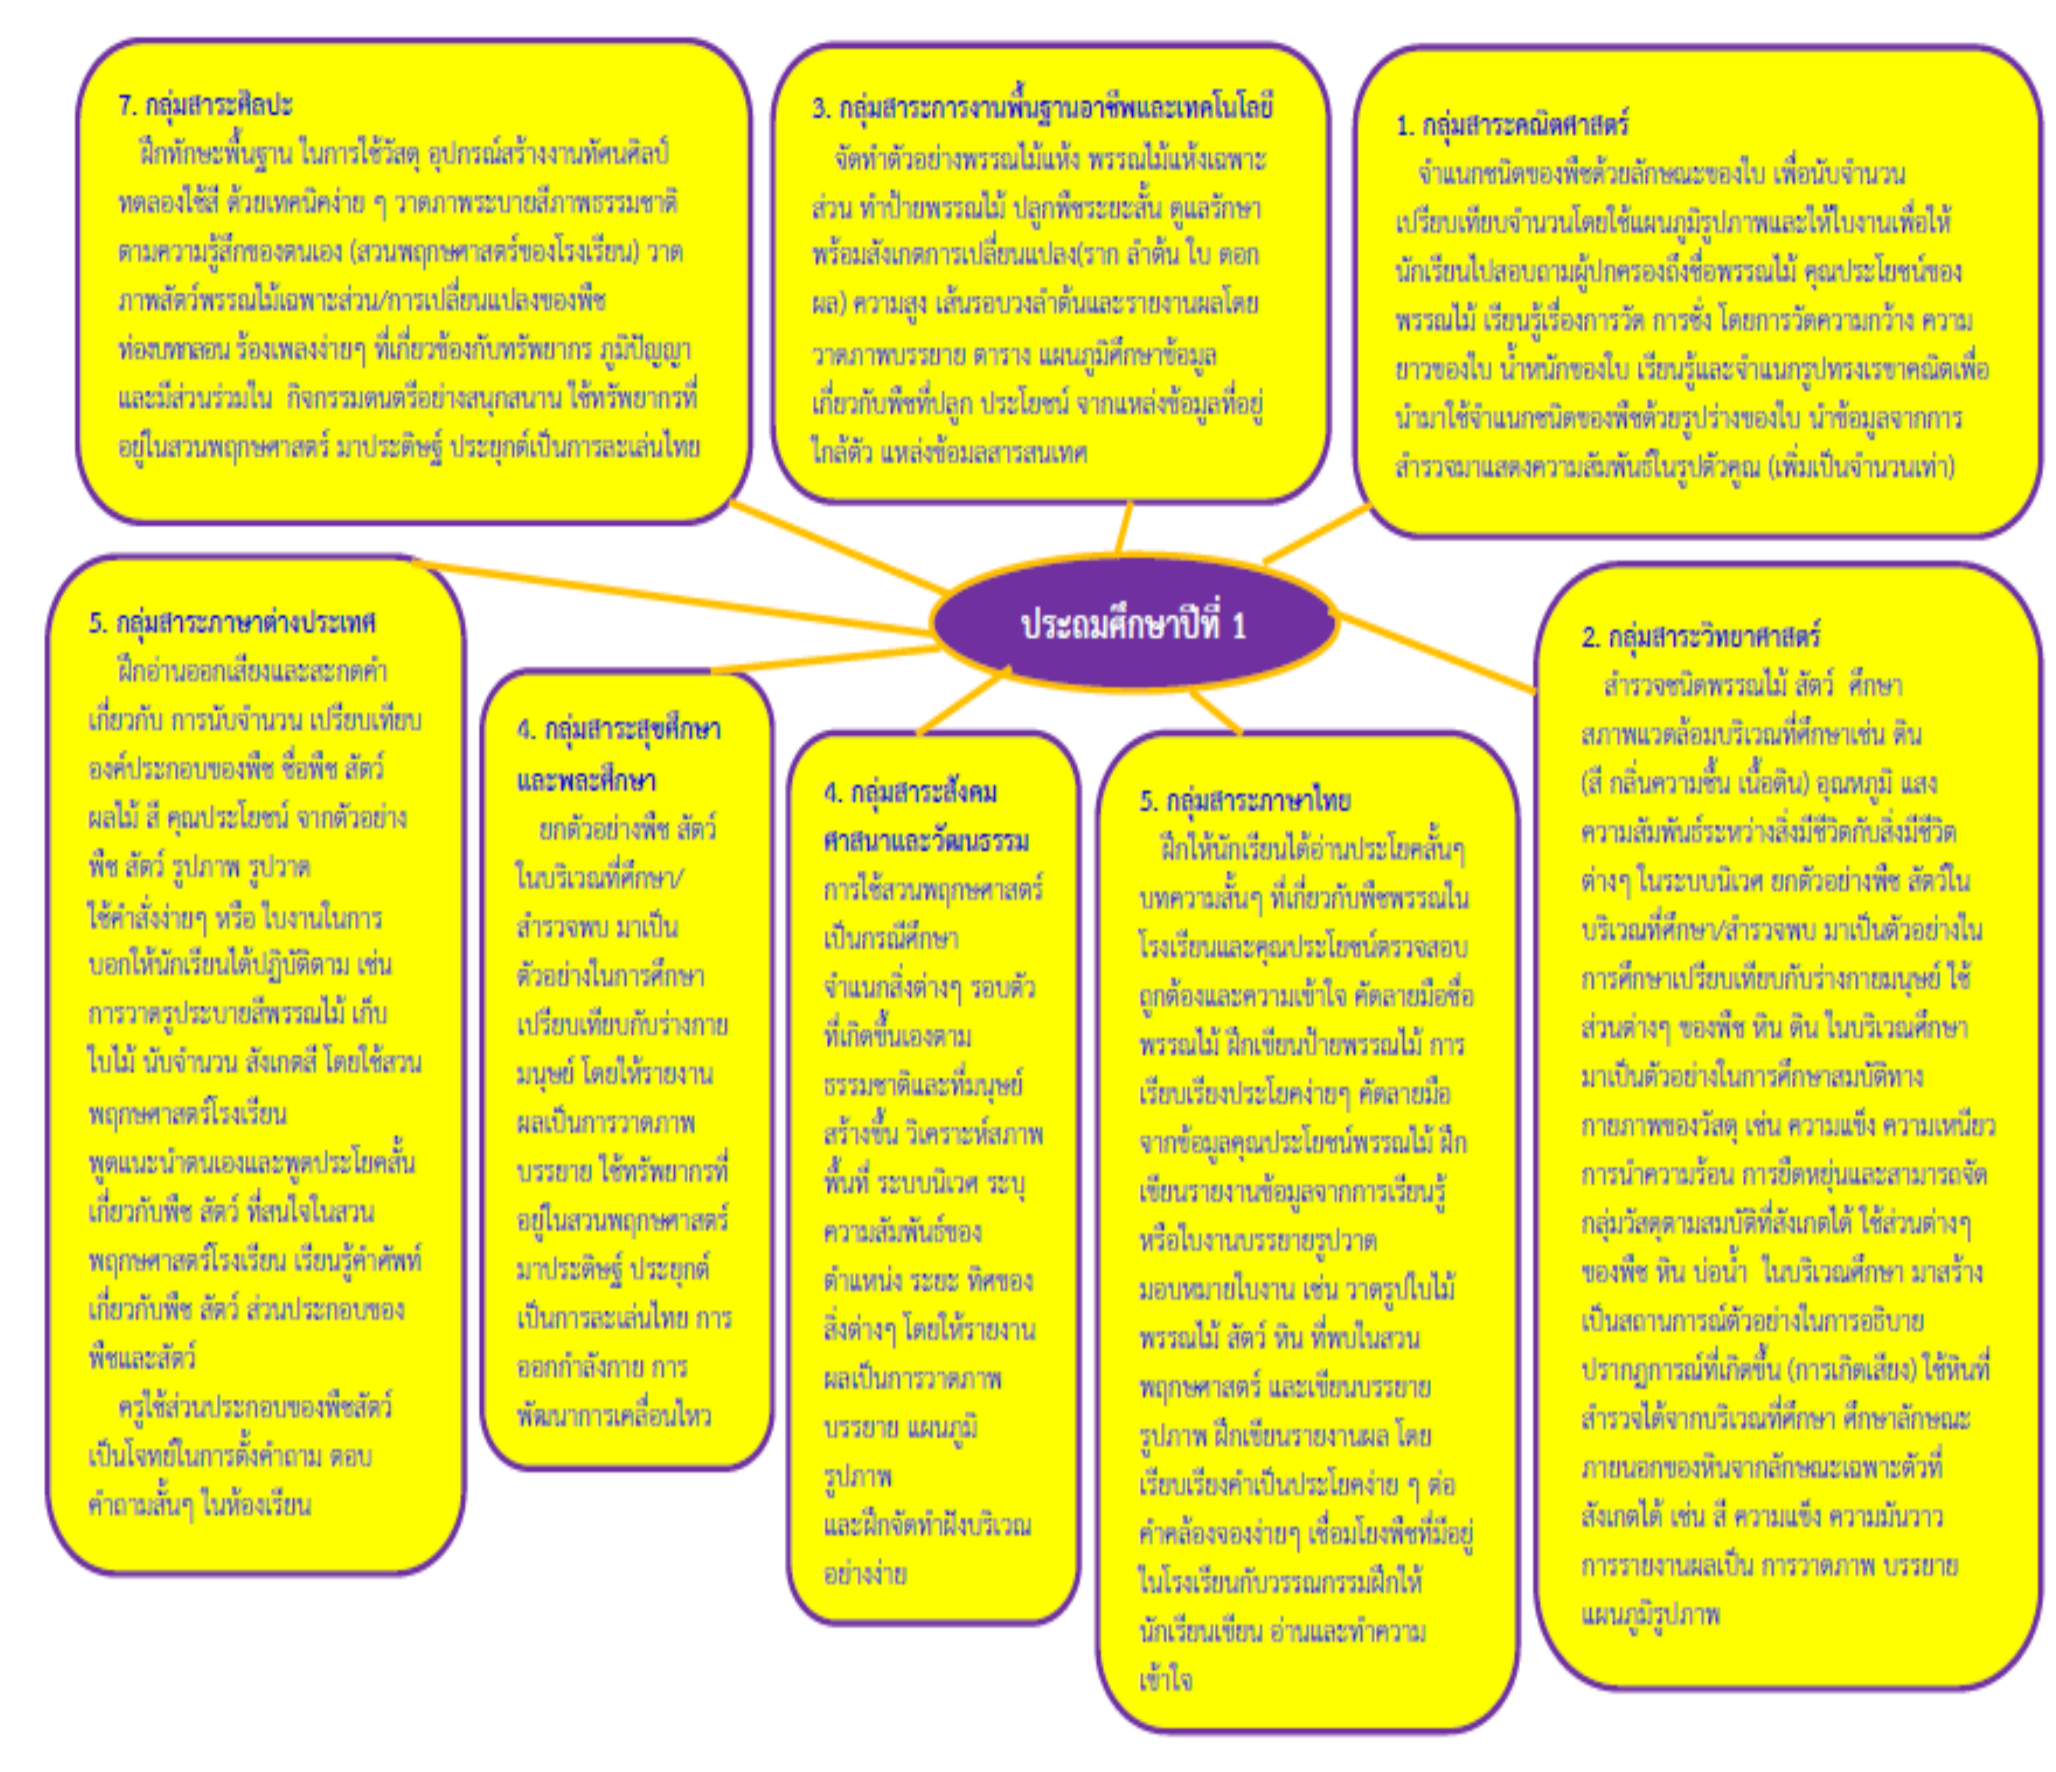 7. กลุ่มสาระศิลปะ
ฝึกทักษะพื้นฐาน ในการใช้วัสดุ อุปกรณ์สร้างงานทัศนศิลป์
ทดลองใช้สี ด้วยเทคนิคง่าย ๆ วาดภาพระบายสีภาพธรรมชาติ
ตามความรู้สึกของตนเอง (สวนพฤกษศาสตร์ของโรงเรียน) วาด
ภาพสัตว์พรรณไม้เฉพาะส่วน/การเปลี่ยนแปลงของพืช
ท่องบทกลอน ร้องเพลงง่ายๆ ที่เกี่ยวข้องกับทรัพยากร ภูมิปัญญา
และมีส่วนร่วมใน กิจกรรมดนตรีอย่างสนุกสนาน ใช้ทรัพยากรที่
อยู่ในสวนพฤกษศาสตร์ มาประดิษฐ์ ประยุกต์เป็นการละเล่นไทย
3. กลุ่มสาระการงานพื้นฐานอาชีพและเทคโนโลยี
จัดทำตัวอย่างพรรณไม้แห้ง พรรณไม้แห้งเฉพาะ
ส่วน ทำป้ายพรรณไม้ ปลูกพืชระยะสั้น ดูแลรักษา
พร้อมสังเกตการเปลี่ยนแปลง(ราก ลำต้น ใบ ดอก
ผล) ความสูง เส้นรอบวงลำต้นและรายงานผลโดย
วาดภาพบรรยาย ตาราง แผนภูมิศึกษาข้อมูล
เกี่ยวกับพืชที่ปลูก ประโยชน์ จากแหล่งข้อมูลที่อยู่
ใกล้ตัว แหล่งข้อมูลสารสนเทศ
1. กลุ่มสาระคณิตศาสตร์
จำแนกชนิดของพืชด้วยลักษณะของใบ เพื่อนับจำนวน
เปรียบเทียบจำนวนโดยใช้แผนภูมิรูปภาพและให้ใบงานเพื่อให้
นักเรียนไปสอบถามผู้ปกครองถึงชื่อพรรณไม้ คุณประโยชน์ของ
พรรณไม้ เรียนรู้เรื่องการวัด การชั่ง โดยการวัดความกว้าง ความ
ยาวของใบ น้ำหนักของใบ เรียนรู้และจำแนกรูปทรงเรขาคณิตเพื่อ
นำมาใช้จำแนกชนิดของพืชด้วยรูปร่างของใบ นำข้อมูลจากการ
สำรวจมาแสดงความสัมพันธ์ในรูปตัวคูณ (เพิ่มเป็นจำนวนเท่า)
ประถมศึกษาปีที่ 1
5. กลุ่มสาระภาษาต่างประเทศ
ฝึกอ่านออกเสียงและสะกดคำ
เกี่ยวกับ การนับจำนวน เปรียบเทียบ
องค์ประกอบของพืช ชื่อพืช สัตว์
ผลไม้ สี คุณประโยชน์ จากตัวอย่าง
พืช สัตว์ รูปภาพ รูปวาด
ใช้คำสั่งง่ายๆ หรือ ใบงานในการ
บอกให้นักเรียนได้ปฏิบัติตาม เช่น
การวาดรูประบายสีพรรณไม้ เก็บ
ใบไม้ นับจำนวน สังเกตสี โดยใช้สวน
พฤกษศาสตร์โรงเรียน
พูดแนะนำตนเองและพูดประโยคสั้น
เกี่ยวกับพืช สัตว์ ที่สนใจในสวน
พฤกษศาสตร์โรงเรียน เรียนรู้คำศัพท์
เกี่ยวกับพืช สัตว์ ส่วนประกอบของ
พืชและสัตว์
ครูใช้ส่วนประกอบของพืชสัตว์
เป็นโจทย์ในการตั้งคำถาม ตอบ
คำถามสั้นๆ ในห้องเรียน
4. กลุ่มสาระสุขศึกษา
และพละศึกษา
ยกตัวอย่างพืช สัตว์
ในบริเวณที่ศึกษา/
สำรวจพบ มาเป็น
ตัวอย่างในการศึกษา
เปรียบเทียบกับร่างกาย
มนุษย์ โดยให้รายงาน
ผลเป็นการวาดภาพ
บรรยาย ใช้ทรัพยากรที่
อยู่ในสวนพฤกษศาสตร์
มาประดิษฐ์ ประยุกต์
เป็นการละเล่นไทย การ
ออกกำลังกาย การ
พัฒนาการเคลื่อนไหว
4. กลุ่มสาระสังคม
ศาสนาและวัฒนธรรม
การใช้สวนพฤกษศาสตร์
เป็นกรณีศึกษา
จำแนกสิ่งต่างๆ รอบตัว
ที่เกิดขึ้นเองตาม
ธรรมชาติและที่มนุษย์
สร้างขึ้น วิเคราะห์สภาพ
พื้นที่ ระบบนิเวศ ระบุ
ความสัมพันธ์ของ
ตำแหน่ง ระยะ ทิศของ
สิ่งต่างๆ โดยให้รายงาน
ผลเป็นการวาดภาพ
บรรยาย แผนภูมิ
รูปภาพ
และฝึกจัดทำผังบริเวณ
อย่างง่าย
5. กลุ่มสาระภาษาไทย
ฝึกให้นักเรียนได้อ่านประโยคสั้นๆ
บทความสั้นๆ ที่เกี่ยวกับพืชพรรณใน
โรงเรียนและคุณประโยชน์ตรวจสอบ
ถูกต้องและความเข้าใจ คัดลายมือชื่อ
พรรณไม้ ฝึกเขียนป้ายพรรณไม้ การ
เรียบเรียงประโยคง่ายๆ คัดลายมือ
จากข้อมูลคุณประโยชน์พรรณไม้ ฝึก
เขียนรายงานข้อมูลจากการเรียนรู้
หรือใบงานบรรยายรูปวาด
มอบหมายใบงาน เช่น วาดรูปใบไม้
พรรณไม้ สัตว์ หิน ที่พบในสวน
พฤกษศาสตร์ และเขียนบรรยาย
รูปภาพ ฝึกเขียนรายงานผล โดย
เรียบเรียงคำเป็นประโยคง่าย ๆ ต่อ
คำคล้องจองง่ายๆ เชื่อมโยงพืชที่มีอยู่
ในโรงเรียนกับวรรณกรรมฝึกให้
นักเรียนเขียน อ่านและทำความ
เข้าใจ
2. กลุ่มสาระวิทยาศาสตร์
สำรวจชนิดพรรณไม้ สัตว์ ศึกษา
สภาพแวดล้อมบริเวณที่ศึกษาเช่น ดิน
(สี กลิ่นความชื้น เนื้อดิน) อุณหภูมิ แสง
ความสัมพันธ์ระหว่างสิ่งมีชีวิตกับสิ่งมีชีวิต
ต่างๆ ในระบบนิเวศ ยกตัวอย่างพืช สัตว์ใน
บริเวณที่ศึกษา/สำรวจพบ มาเป็นตัวอย่างใน
การศึกษาเปรียบเทียบกับร่างกายมนุษย์ ใช้
ส่วนต่างๆ ของพืช หิน ดิน ในบริเวณศึกษา
มาเป็นตัวอย่างในการศึกษาสมบัติทาง
กายภาพของวัสดุ เช่น ความแข็ง ความเหนียว
การนำความร้อน การยืดหยุ่นและสามารถจัด
กลุ่มวัสดุตามสมบัติที่สังเกตได้ ใช้ส่วนต่างๆ
ของพืช หิน บ่อน้ำ ในบริเวณศึกษา มาสร้าง
เป็นสถานการณ์ตัวอย่างในการอธิบาย
ปรากฏการณ์ที่เกิดขึ้น (การเกิดเสียง) ใช้หินที่
สำรวจได้จากบริเวณที่ศึกษา ศึกษาลักษณะ
ภายนอกของหินจากลักษณะเฉพาะตัวที่
สังเกตได้ เช่น สี ความแข็ง ความมันวาว
การรายงานผลเป็น การวาดภาพ บรรยาย
แผนภูมิรูปภาพ